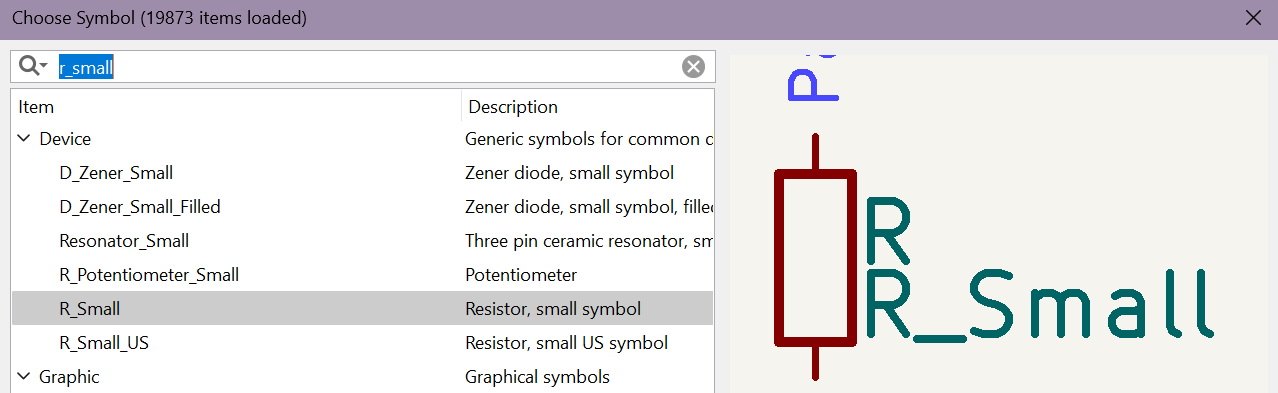 Choose Symbol (19873 items loaded)
r_small
Item Description
Device Generic symbols for common
D_Zener_Small Zener diode, small symbol
D_Zener_Small_Filled Zener diode, small symbol, filled
Resonator_Small Three pin ceramic resonator, sm
R_Potentiometer_Small Potentiometer
R_Small Resistor, small symbol
R_Small_US Resistor, small US symbol
Graphic Graphical symbols
R
R_Small